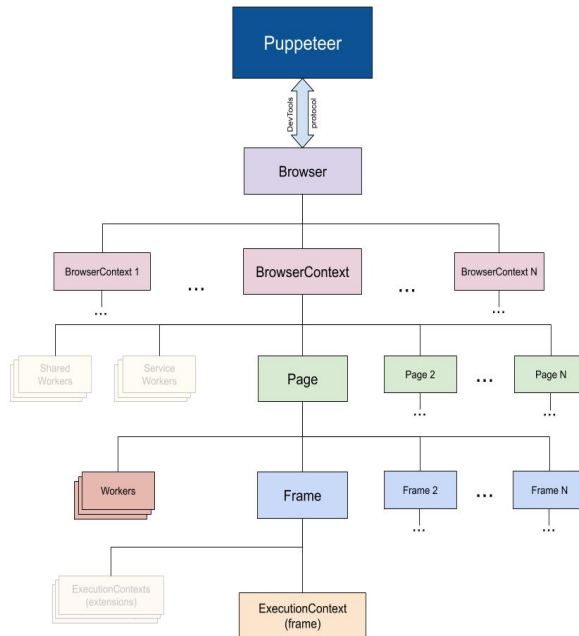 Puppeteer
DevTools
protocol
Browser
BrowserContext 1
...
BrowserContext
...
BrowserContext N
...
...
Shared
Workers
Service
Workers
Page
Page 2
...
Page N
...
...
Workers
Frame
Frame 2
...
Frame N
...
...
ExecutionContexts
(extensions)
ExecutionContext
(frame)